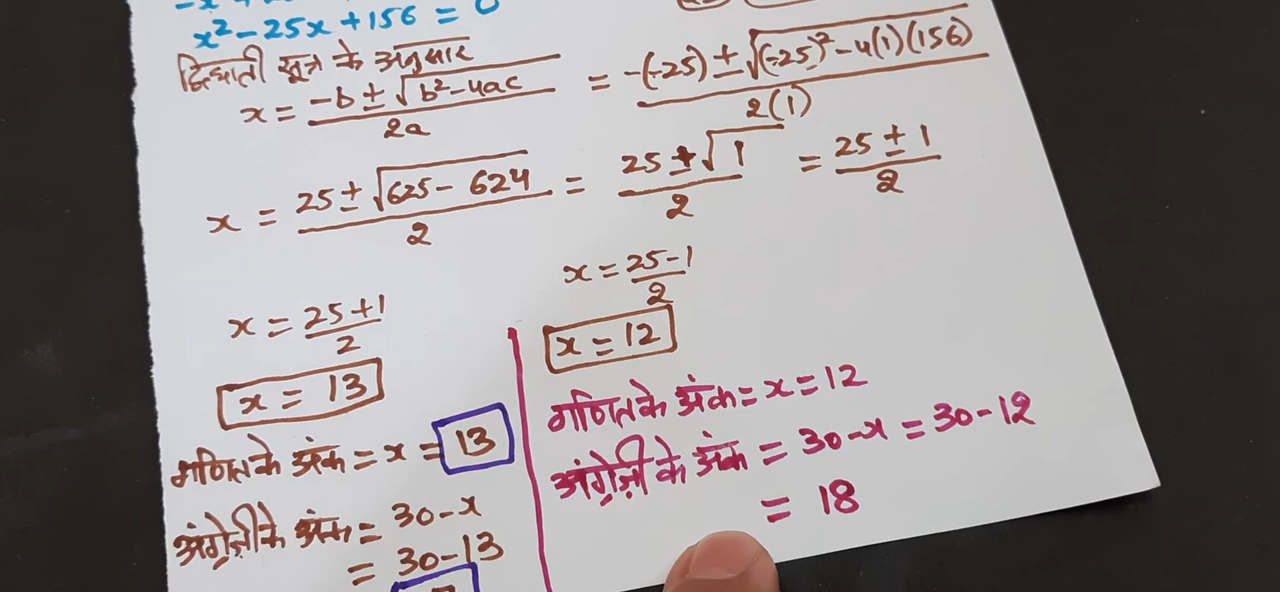 x² - 25x + 156 = 0
द्विघाती सूत्र के अनुसार
x = (-b ± √(b² - 4ac))/2a = (-(-25) ± √((-25)² - 4(1)(156)))/2(1)
x = (25 ± √(625 - 624))/2 = (25 ± √1)/2 = (25 ± 1)/2
x = (25 + 1)/2
x = 13
गणित के अंक = x = 13
अंग्रेज़ी के अंक = 30 - x
= 30 - 13
x = (25 - 1)/2
x = 12
गणित के अंक = x = 12
अंग्रेज़ी के अंक = 30 - x = 30 - 12
= 18